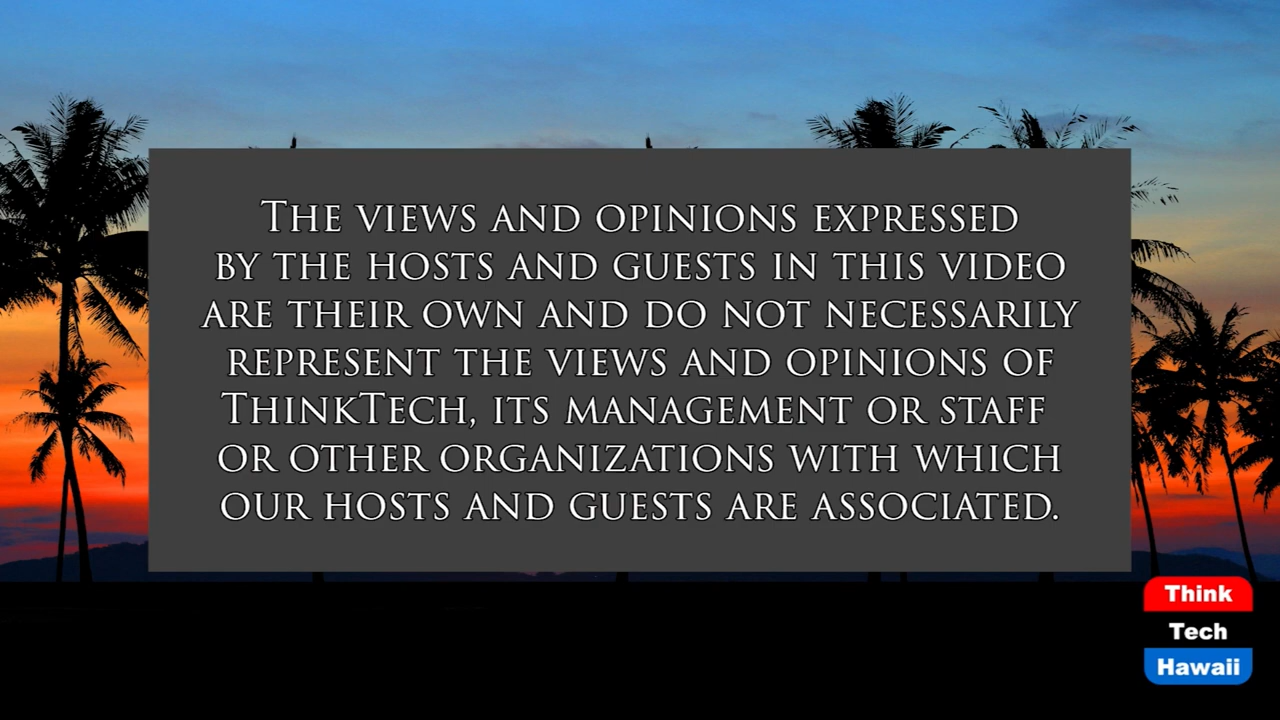 The views and opinions expressed
by the hosts and guests in this video
are their own and do not necessarily
represent the views and opinions of
ThinkTech, its management or staff
or other organizations with which
our hosts and guests are associated.
Think
Tech
Hawaii